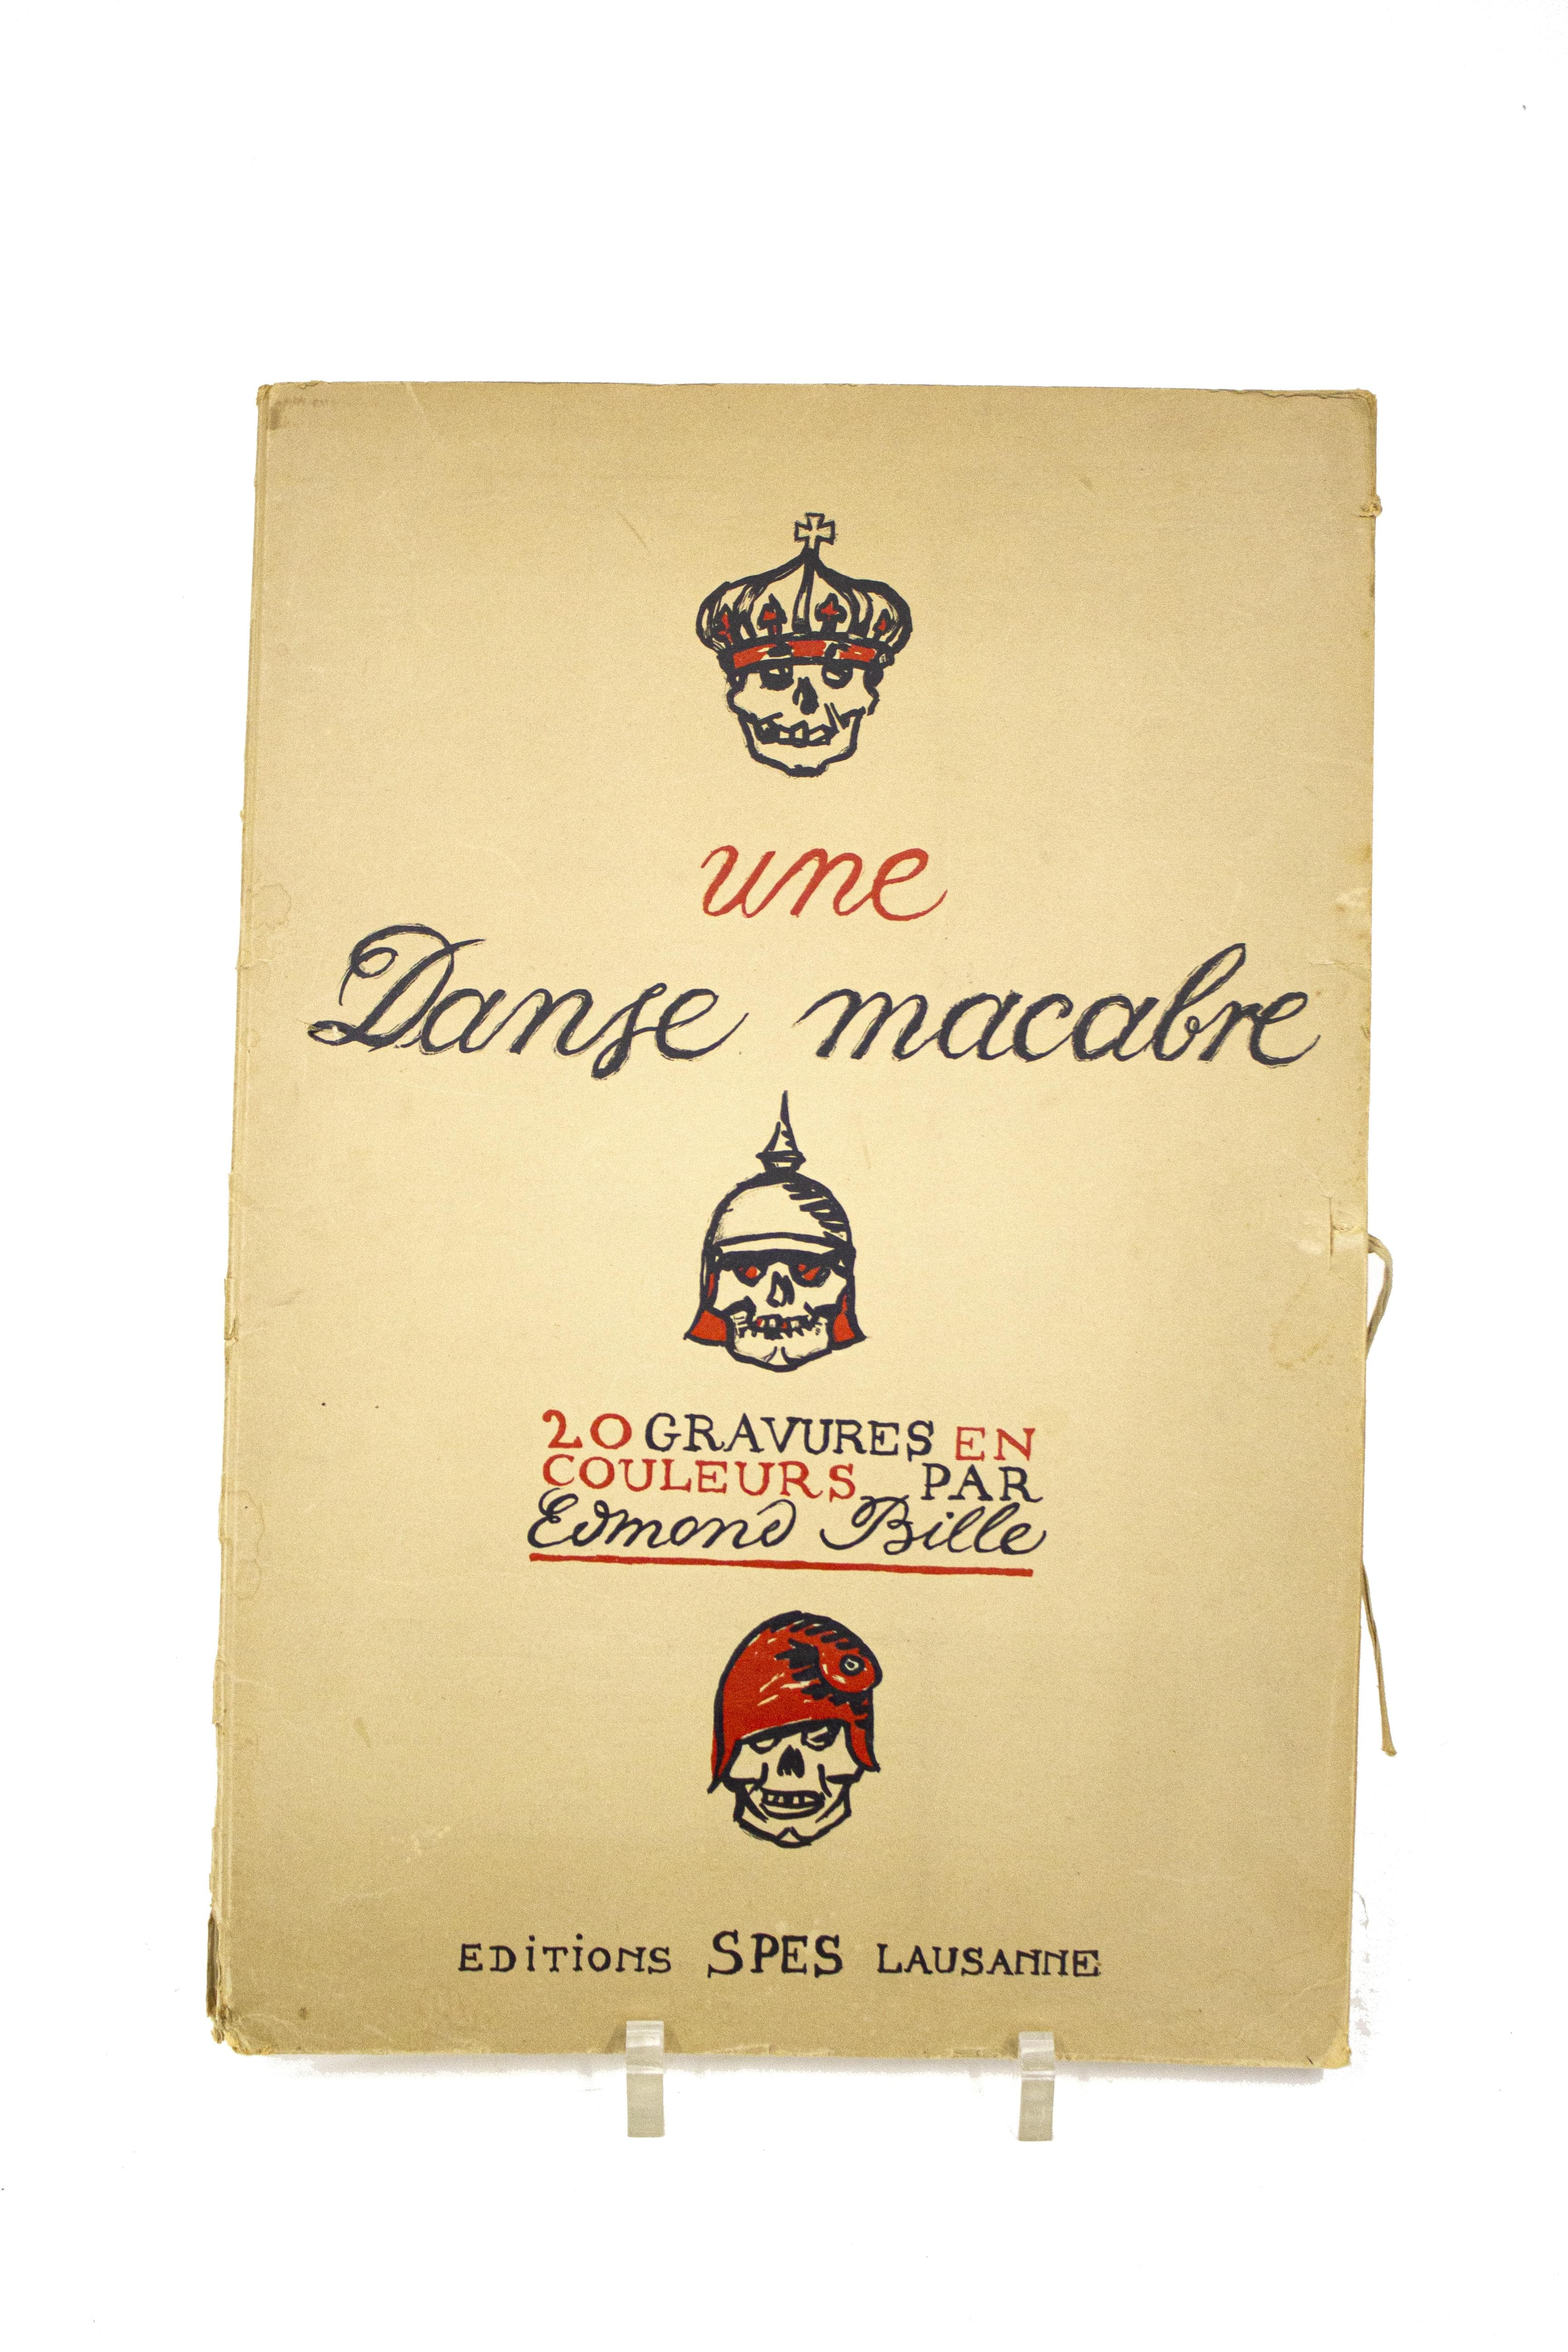 une
Danse macabre
20 GRAVURES EN
COULEURS PAR
Edmond Bille
EDITIONS SPES LAUSANNE